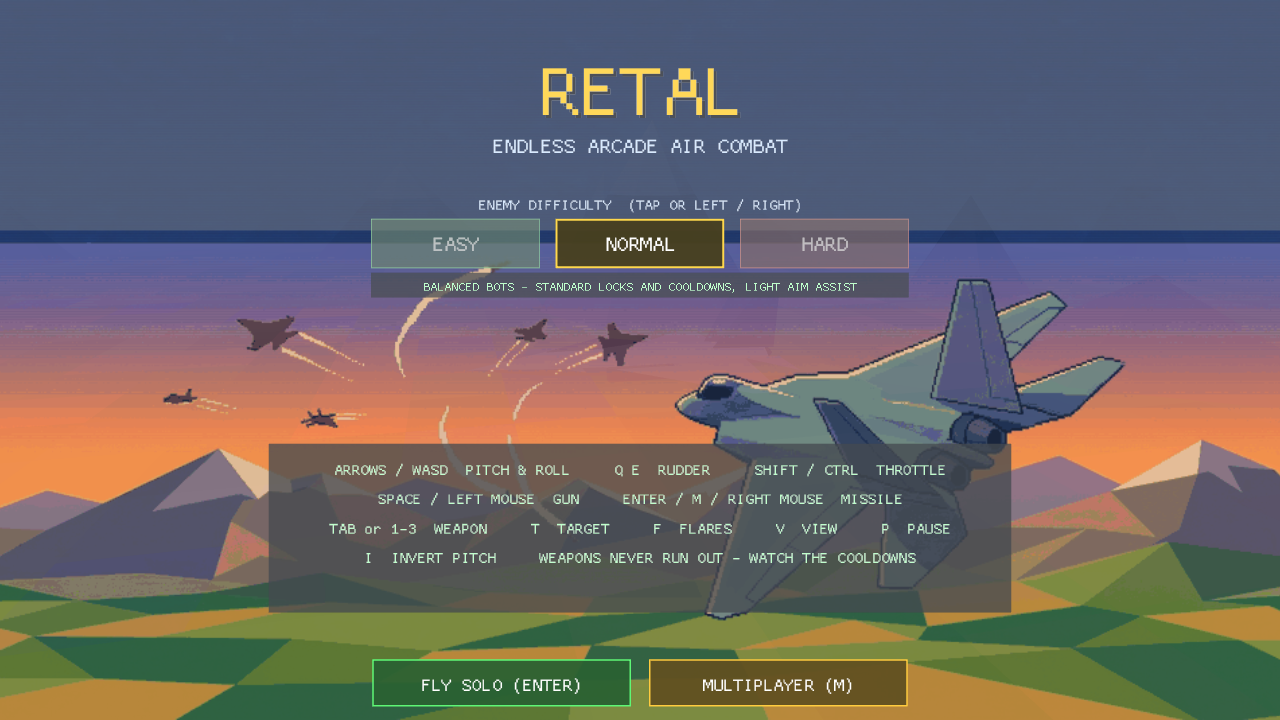 RETAL
ENDLESS ARCADE AIR COMBAT
ENEMY DIFFICULTY (TAP OR LEFT / RIGHT)
EASY NORMAL HARD
BALANCED BOTS - STANDARD LOCKS AND COOLDOWNS, LIGHT AIM ASSIST
ARROWS / WASD PITCH & ROLL Q E RUDDER SHIFT / CTRL THROTTLE
SPACE / LEFT MOUSE GUN ENTER / M / RIGHT MOUSE MISSILE
TAB or 1-3 WEAPON T TARGET F FLARES V VIEW P PAUSE
I INVERT PITCH WEAPONS NEVER RUN OUT - WATCH THE COOLDOWNS
FLY SOLO (ENTER) MULTIPLAYER (M)